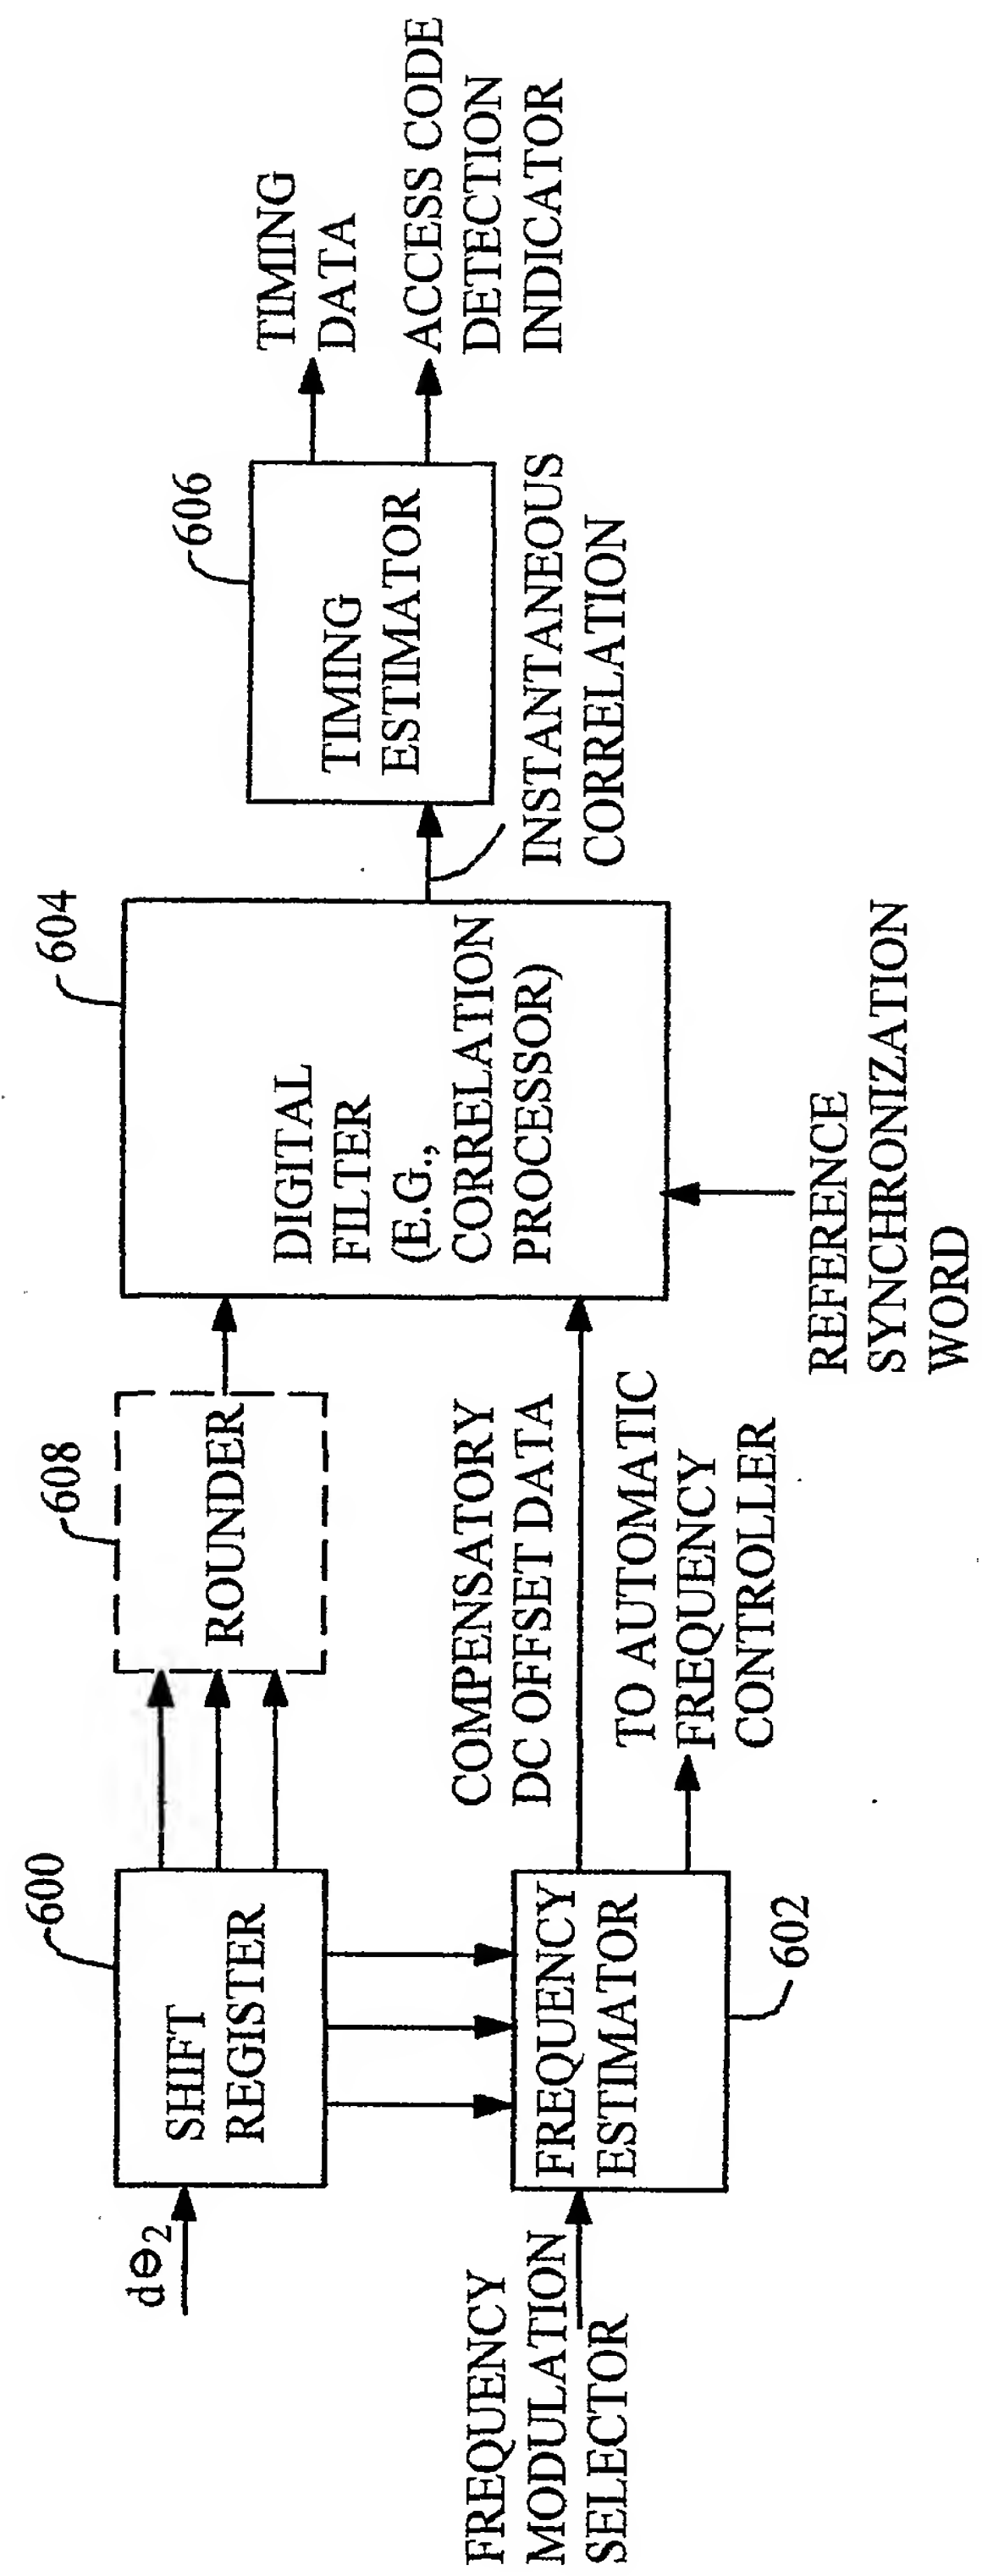 dΘ2
600
SHIFT
REGISTER
608
ROUNDER
604
DIGITAL
FILTER
(E.G.,
CORRELATION
PROCESSOR)
606
TIMING
ESTIMATOR
TIMING
DATA
ACCESS CODE
DETECTION
INDICATOR
INSTANTANEOUS
CORRELATION
FREQUENCY
MODULATION
SELECTOR
FREQUENCY
ESTIMATOR
602
COMPENSATORY
DC OFFSET DATA
TO AUTOMATIC
FREQUENCY
CONTROLLER
REFERENCE
SYNCHRONIZATION
WORD